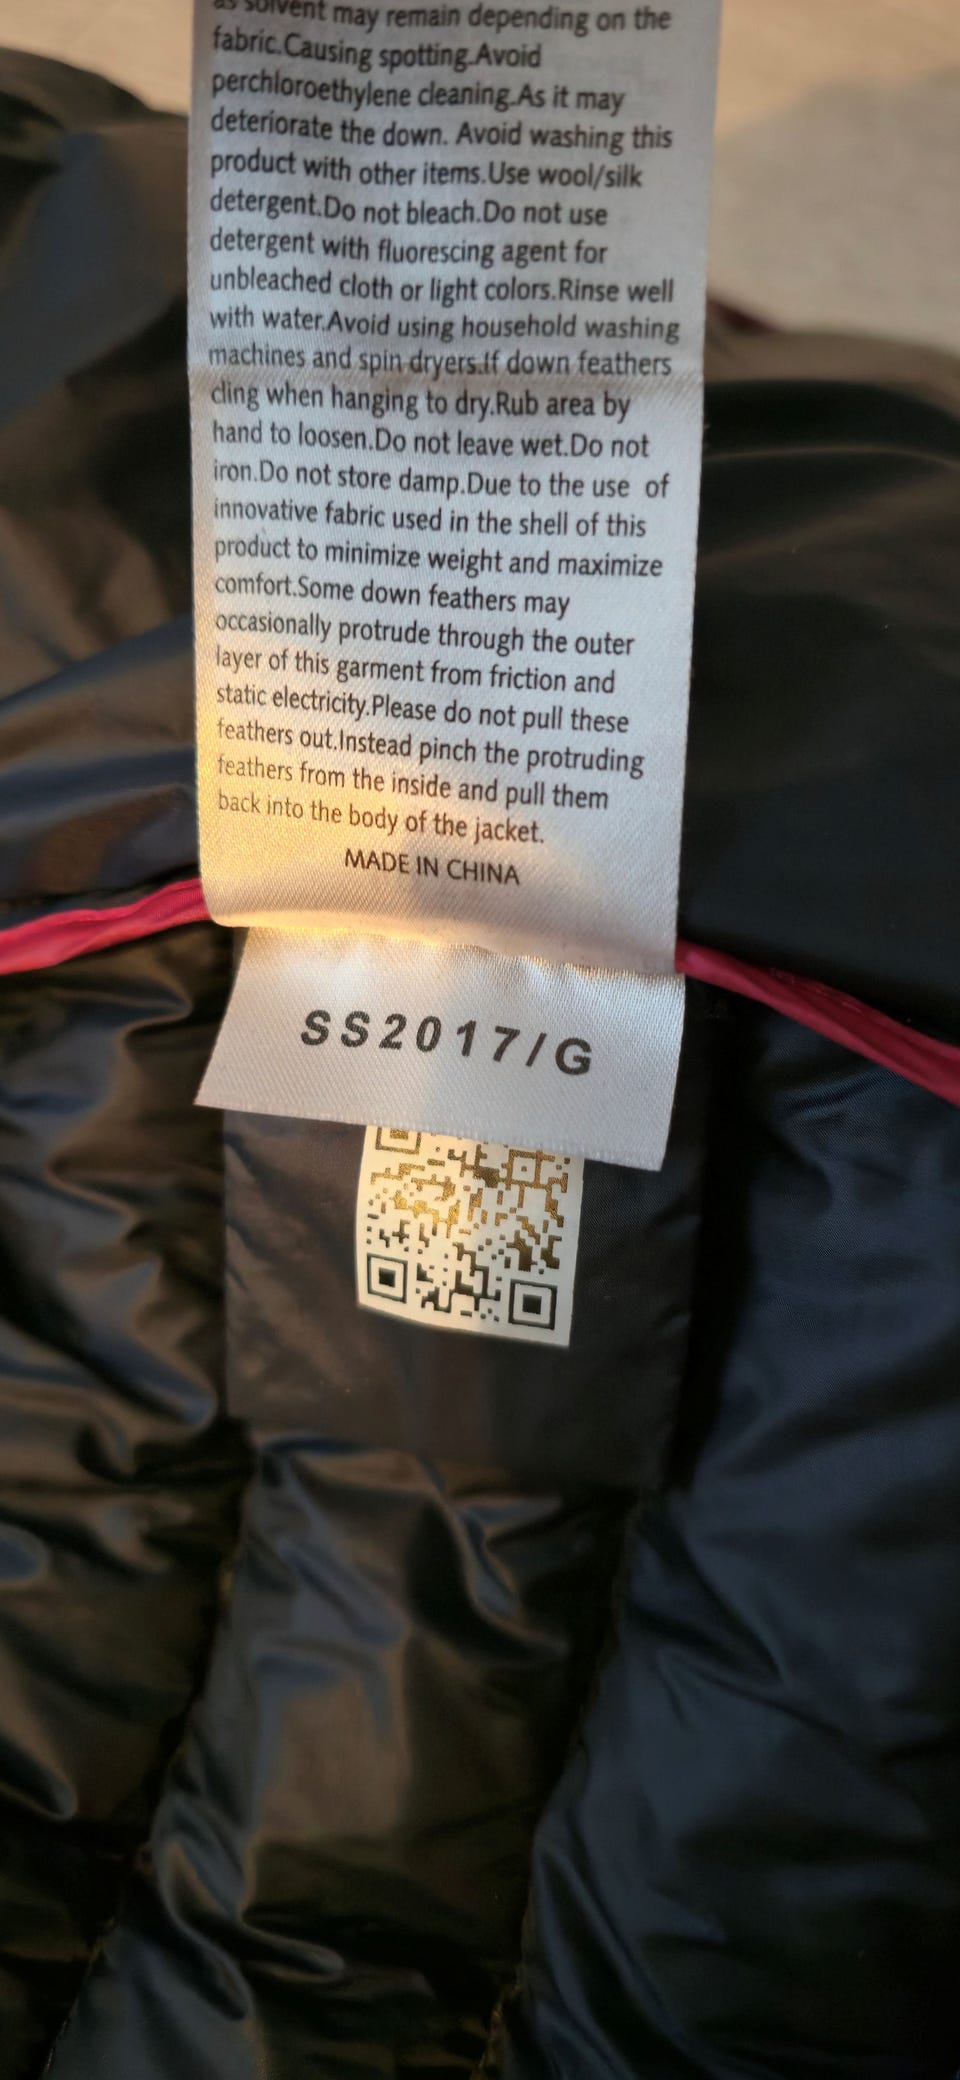 as solvent may remain depending on the
fabric.Causing spotting.Avoid
perchloroethylene cleaning.As it may
deteriorate the down. Avoid washing this
product with other items.Use wool/silk
detergent.Do not bleach.Do not use
detergent with fluorescing agent for
unbleached cloth or light colors.Rinse well
with water.Avoid using household washing
machines and spin dryers.If down feathers
cling when hanging to dry.Rub area by
hand to loosen.Do not leave wet.Do not
iron.Do not store damp.Due to the use of
innovative fabric used in the shell of this
product to minimize weight and maximize
comfort.Some down feathers may
occasionally protrude through the outer
layer of this garment from friction and
static electricity.Please do not pull these
feathers out.Instead pinch the protruding
feathers from the inside and pull them
back into the body of the jacket.
MADE IN CHINA
SS2017/G